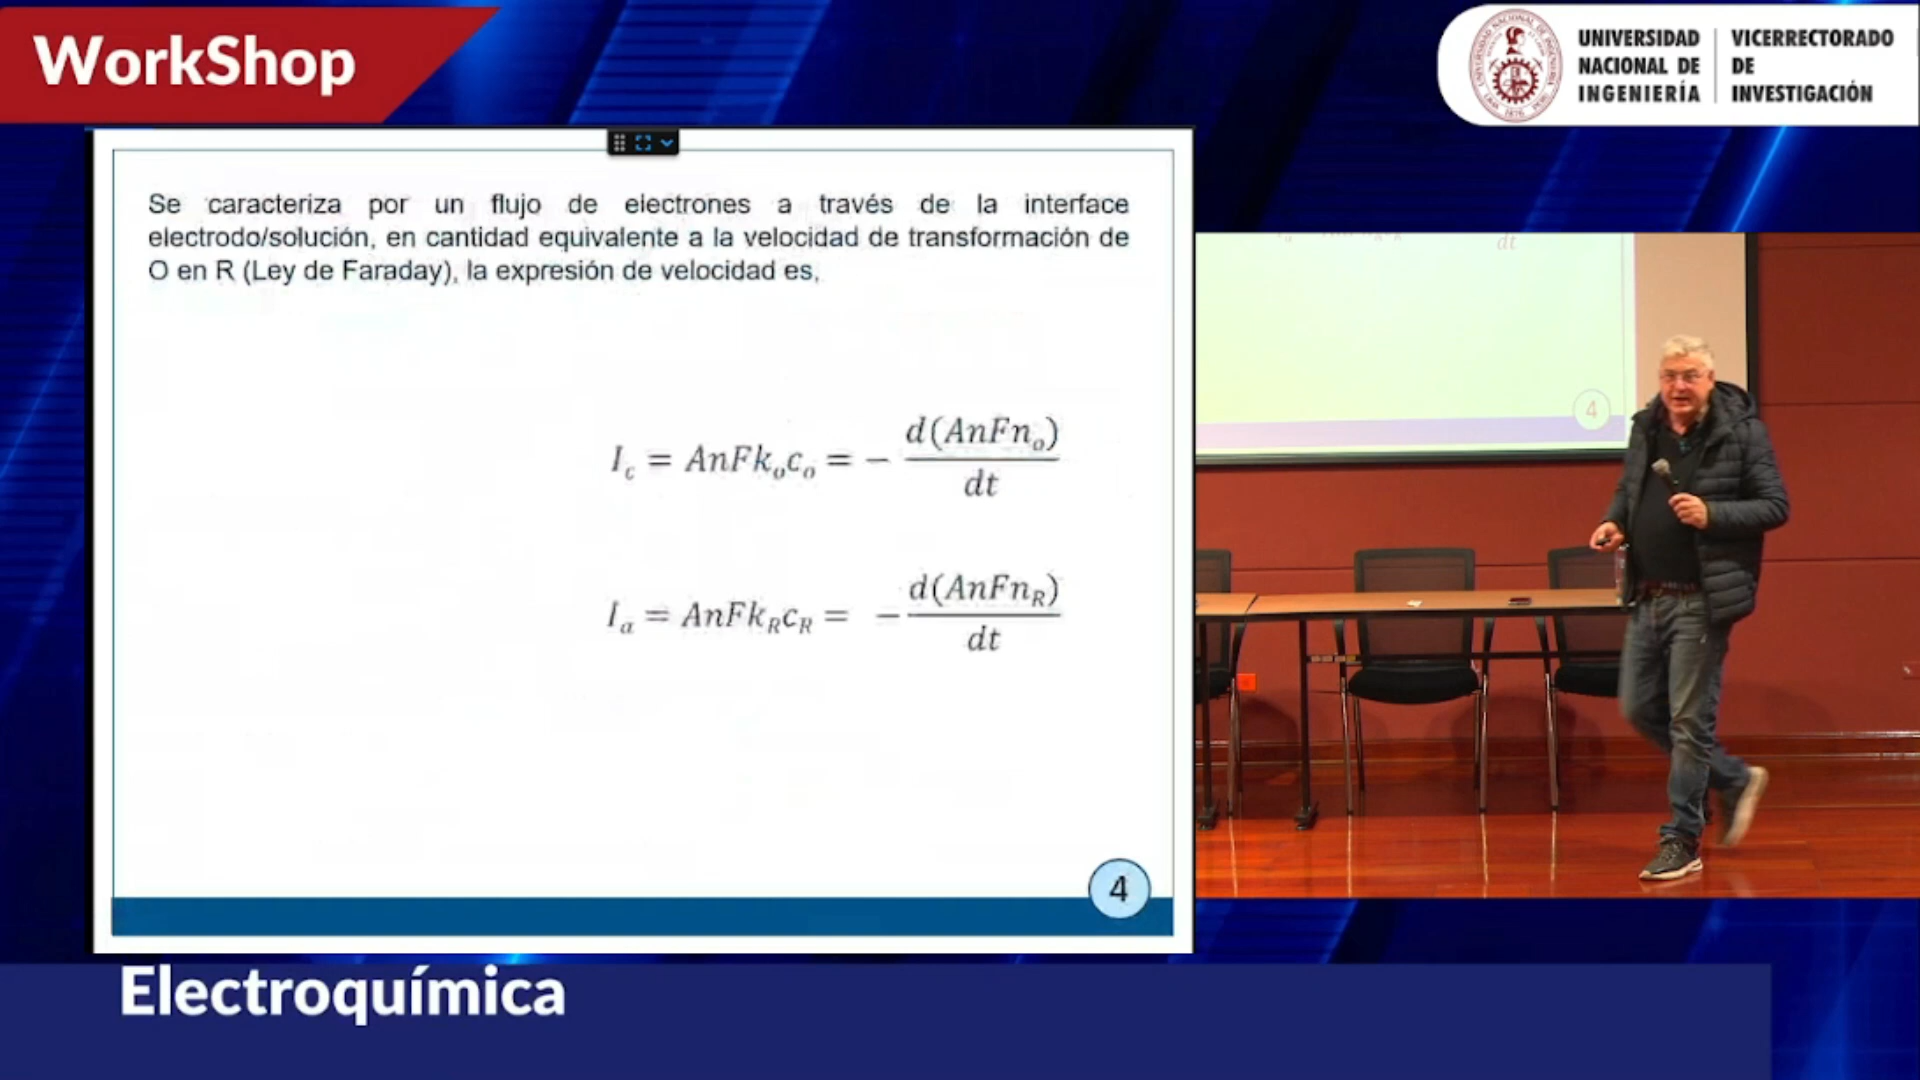 WorkShop
UNIVERSIDAD NACIONAL DE INGENIERÍA
VICERRECTORADO DE INVESTIGACIÓN
Se caracteriza por un flujo de electrones a través de la interface
electrodo/solución, en cantidad equivalente a la velocidad de transformación de
O en R (Ley de Faraday), la expresión de velocidad es,
I_c = AnFk_o c_o = - d(AnFn_o)/dt
I_a = AnFk_R c_R = - d(AnFn_R)/dt
4
dt
4
Electroquímica